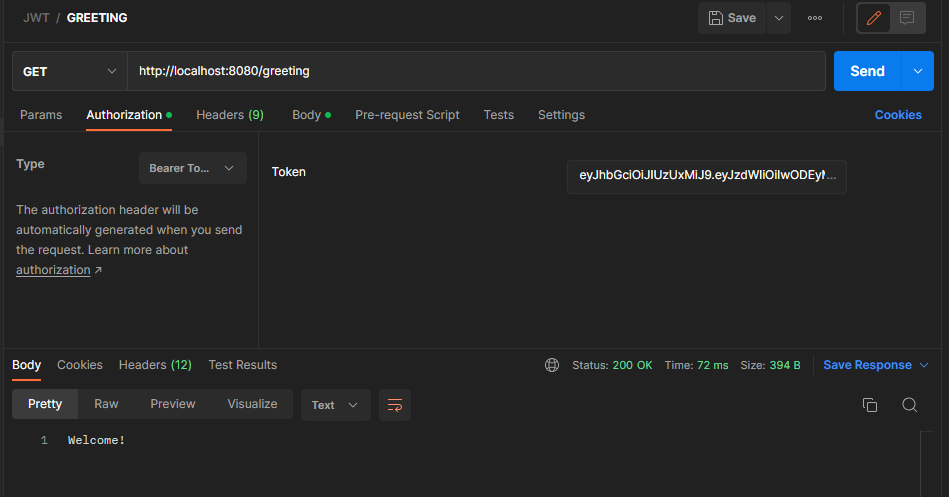 JWT / GREETING
Save
GET http://localhost:8080/greeting Send
Params Authorization Headers (9) Body Pre-request Script Tests Settings Cookies
Type Bearer To...
Token eyJhbGciOiJIUzUxMiJ9.eyJzdWIiOiIwODEyM...
The authorization header will be
automatically generated when you send
the request. Learn more about
authorization ↗
Body Cookies Headers (12) Test Results Status: 200 OK Time: 72 ms Size: 394 B Save Response
Pretty Raw Preview Visualize Text
1 Welcome!